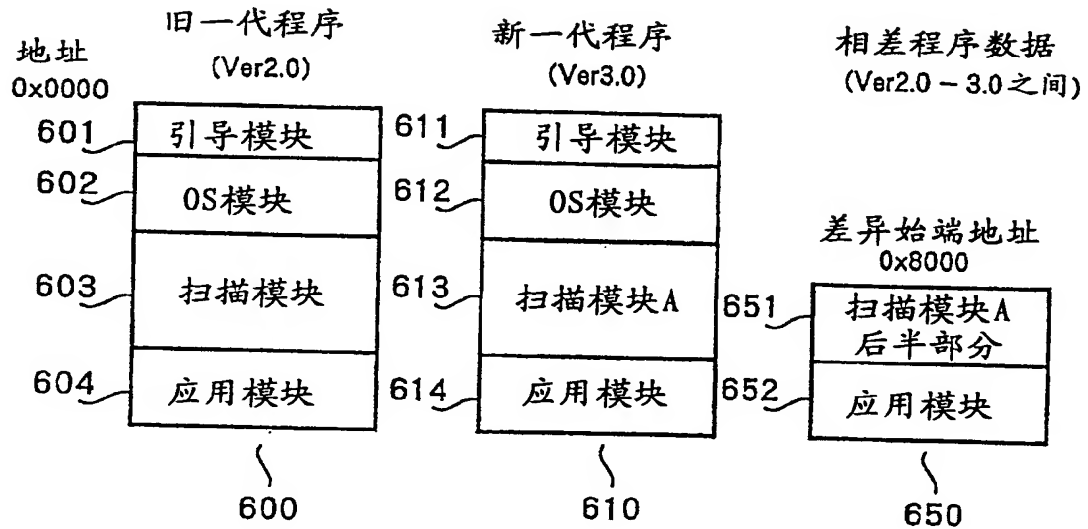 旧一代程序
(Ver2.0)
新一代程序
(Ver3.0)
相差程序数据
(Ver2.0-3.0之间)
地址
0x0000
601
引导模块
602
OS模块
603
扫描模块
604
应用模块
600
611
引导模块
612
OS模块
613
扫描模块A
614
应用模块
610
差异始端地址
0x8000
651
扫描模块A
后半部分
652
应用模块
650